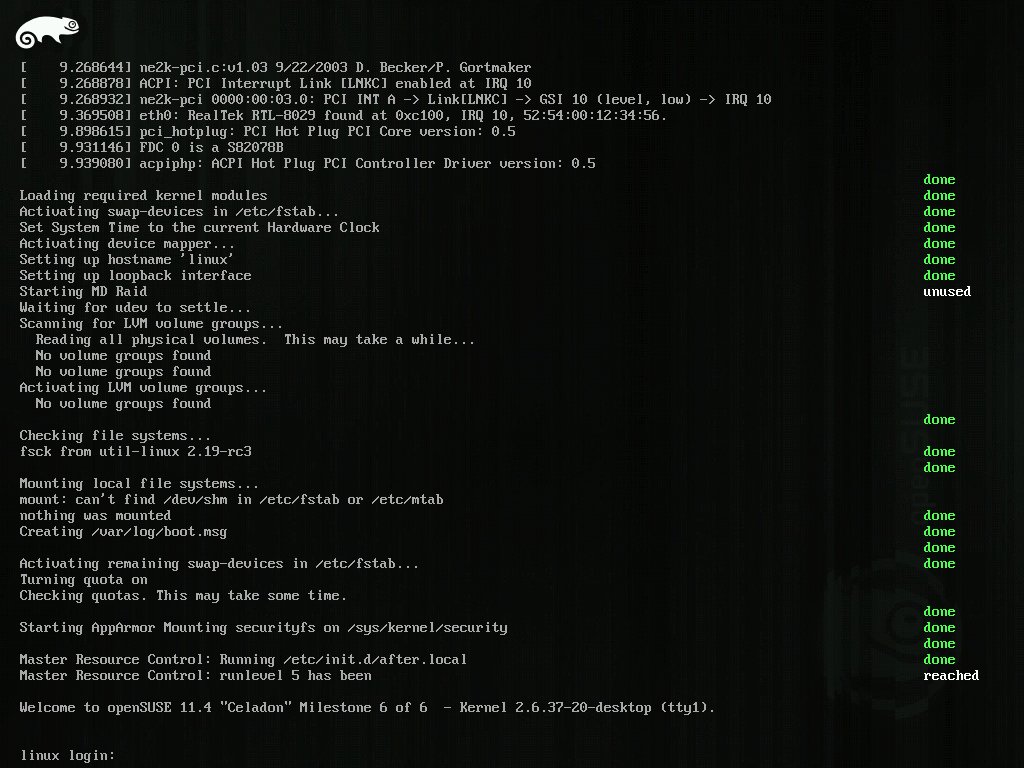 [    9.268644] ne2k-pci.c:v1.03 9/22/2003 D. Becker/P. Gortmaker
[    9.268878] ACPI: PCI Interrupt Link [LNKC] enabled at IRQ 10
[    9.268932] ne2k-pci 0000:00:03.0: PCI INT A -> Link[LNKC] -> GSI 10 (level, low) -> IRQ 10
[    9.369508] eth0: RealTek RTL-8029 found at 0xc100, IRQ 10, 52:54:00:12:34:56.
[    9.898615] pci_hotplug: PCI Hot Plug PCI Core version: 0.5
[    9.931146] FDC 0 is a S82078B
[    9.939080] acpiphp: ACPI Hot Plug PCI Controller Driver version: 0.5
done
Loading required kernel modules done
Activating swap-devices in /etc/fstab... done
Set System Time to the current Hardware Clock done
Activating device mapper... done
Setting up hostname 'linux' done
Setting up loopback interface done
Starting MD Raid unused
Waiting for udev to settle...
Scanning for LVM volume groups...
  Reading all physical volumes.  This may take a while...
  No volume groups found
  No volume groups found
Activating LVM volume groups...
  No volume groups found
done
Checking file systems...
fsck from util-linux 2.19-rc3 done
done
Mounting local file systems...
mount: can't find /dev/shm in /etc/fstab or /etc/mtab
nothing was mounted done
Creating /var/log/boot.msg done
done
Activating remaining swap-devices in /etc/fstab... done
Turning quota on
Checking quotas. This may take some time.
done
Starting AppArmor Mounting securityfs on /sys/kernel/security done
done
Master Resource Control: Running /etc/init.d/after.local done
Master Resource Control: runlevel 5 has been reached
Welcome to openSUSE 11.4 "Celadon" Milestone 6 of 6  - Kernel 2.6.37-20-desktop (tty1).
linux login:
openSUSE